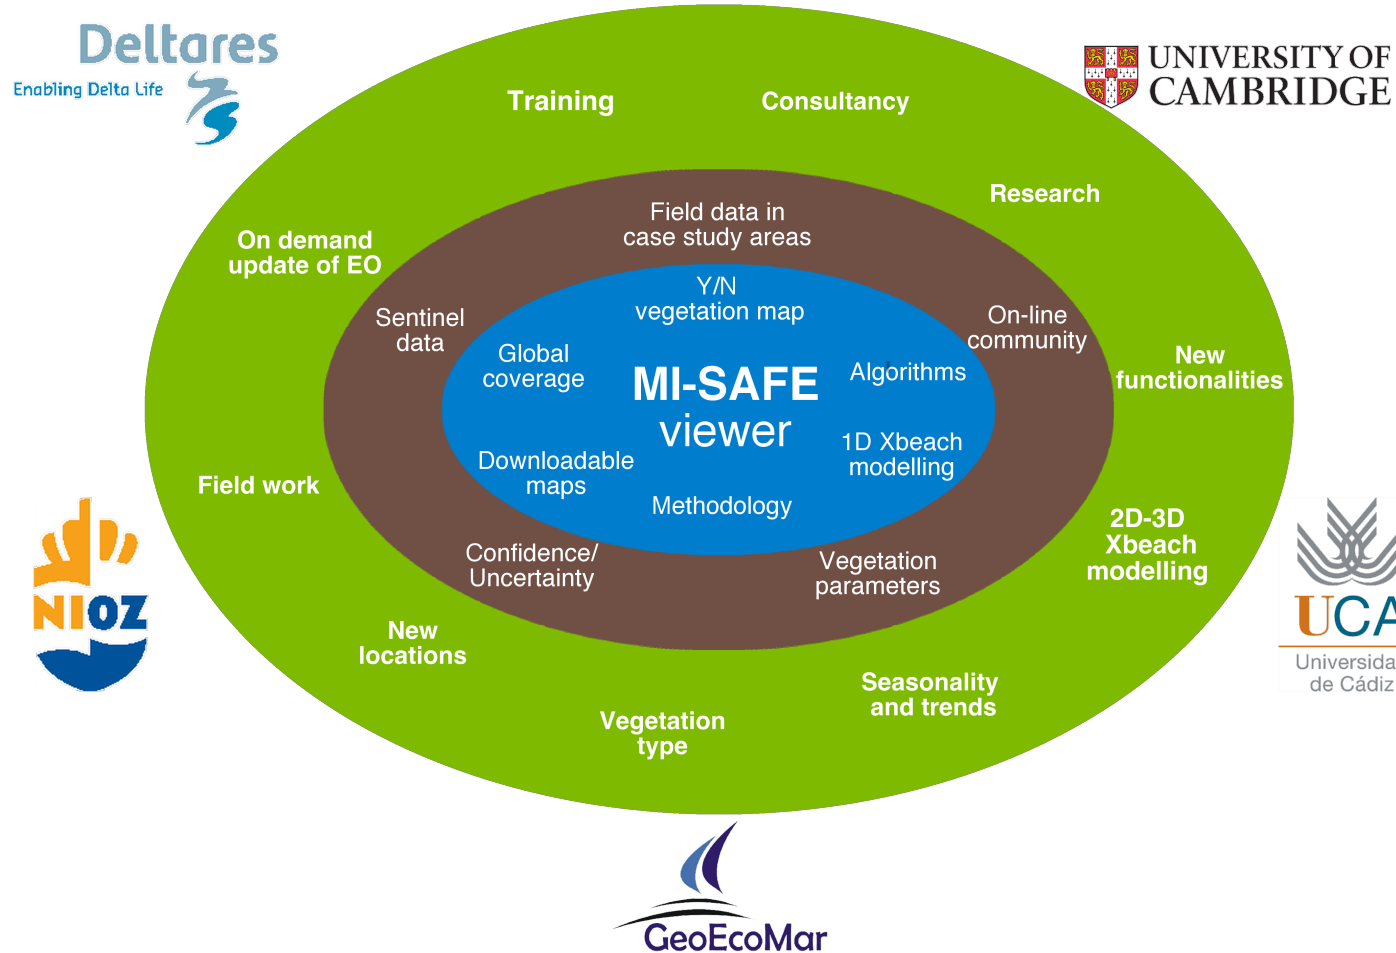 Deltares
Enabling Delta Life
UNIVERSITY OF
CAMBRIDGE
Training
Consultancy
Research
On demand
update of EO
Field data in
case study areas
Sentinel
data
On-line
community
New
functionalities
Y/N
vegetation map
Global
coverage
Algorithms
MI-SAFE
viewer
1D Xbeach
modelling
Downloadable
maps
Methodology
Field work
Confidence/
Uncertainty
Vegetation
parameters
2D-3D
Xbeach
modelling
New
locations
Seasonality
and trends
Vegetation
type
NIOZ
UCA
Universida
de Cádiz
GeoEcoMar